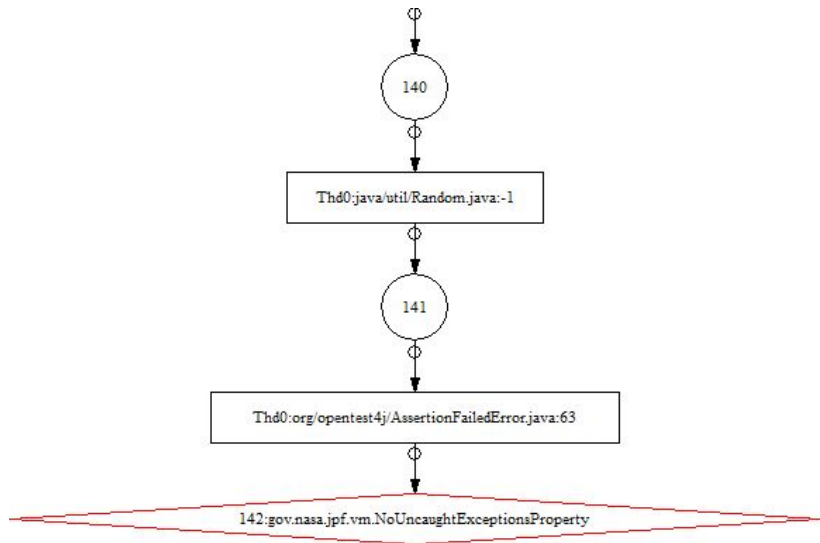 140
Thd0:java/util/Random.java:-1
141
Thd0:org/opentest4j/AssertionFailedError.java:63
142:gov.nasa.jpf.vm.NoUncaughtExceptionsProperty